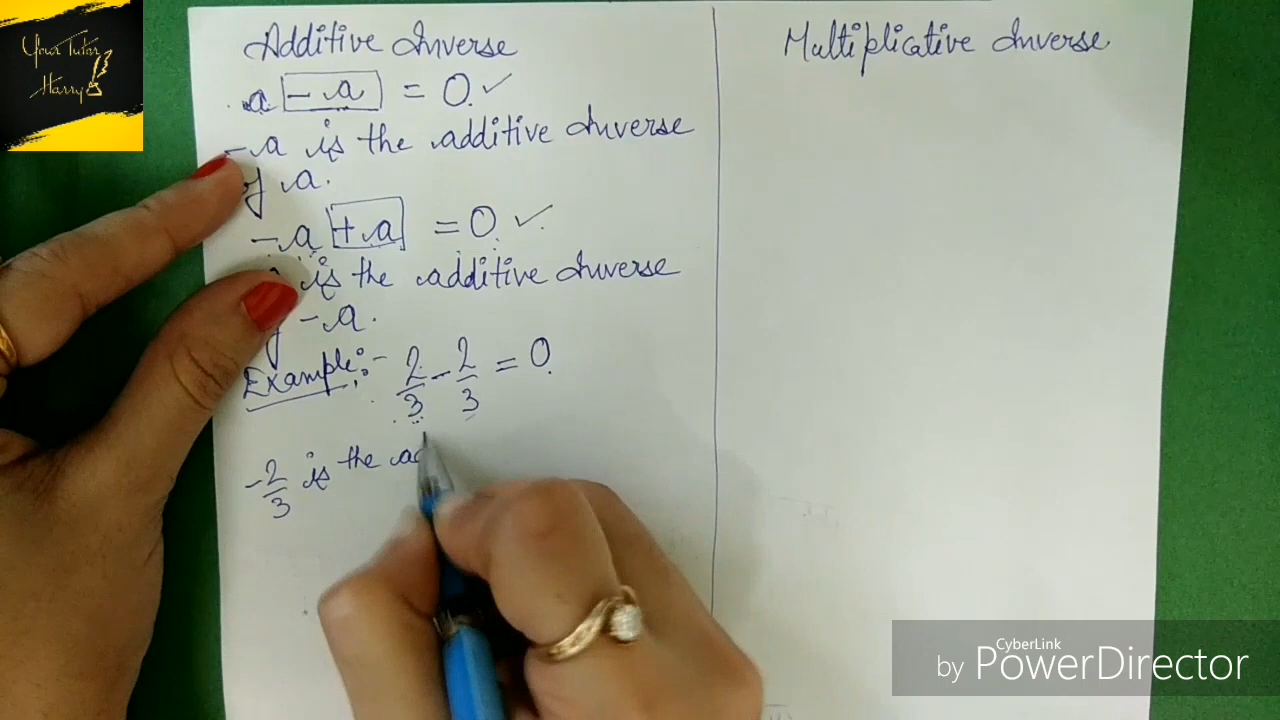 Your Tutor
Harry
Additive Inverse
a - a = 0 ✓
-a is the additive Inverse
of a.
-a + a = 0 ✓
is the additive Inverse
-a.
Example:- 2/3 - 2/3 = 0
-2/3 is the ad
Multiplicative Inverse
CyberLink
by PowerDirector